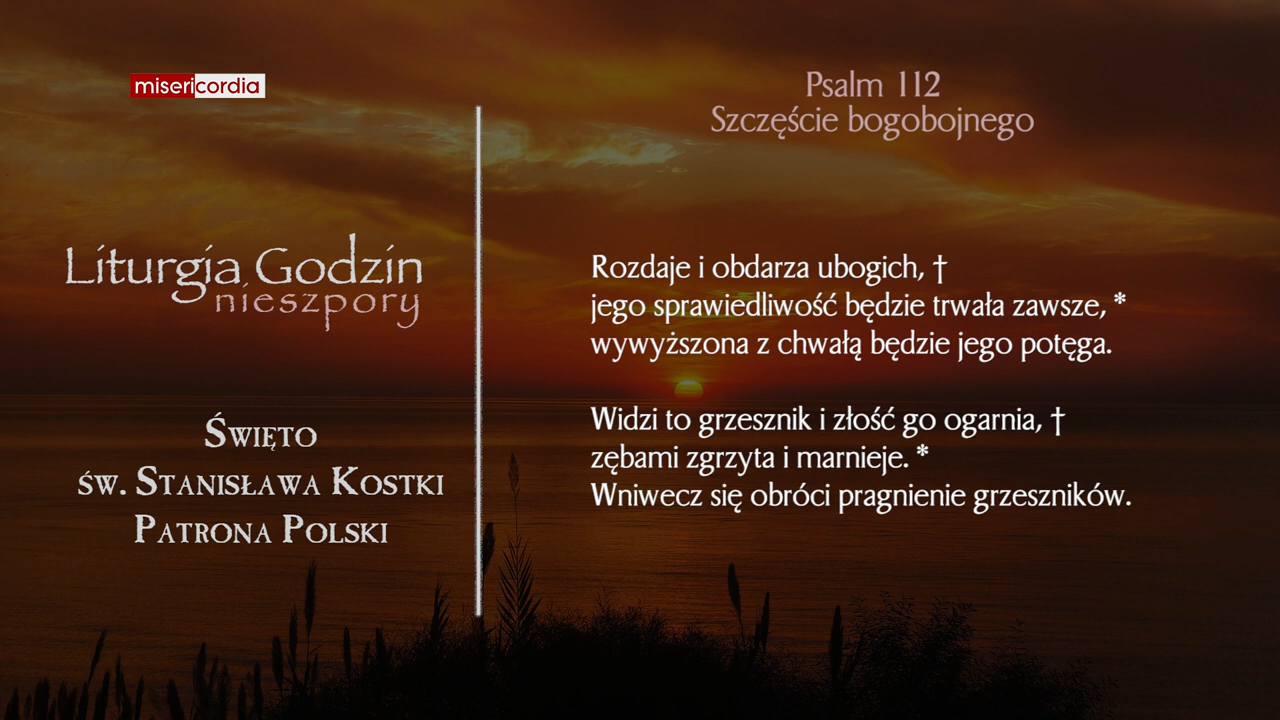 misericordia
Liturgia Godzin
nieszpory
Święto
św. Stanisława Kostki
Patrona Polski
Psalm 112
Szczęście bogobojnego
Rozdaje i obdarza ubogich, †
jego sprawiedliwość będzie trwała zawsze, *
wywyższona z chwałą będzie jego potęga.
Widzi to grzesznik i złość go ogarnia, †
zębami zgrzyta i marnieje. *
Wniwecz się obróci pragnienie grzeszników.